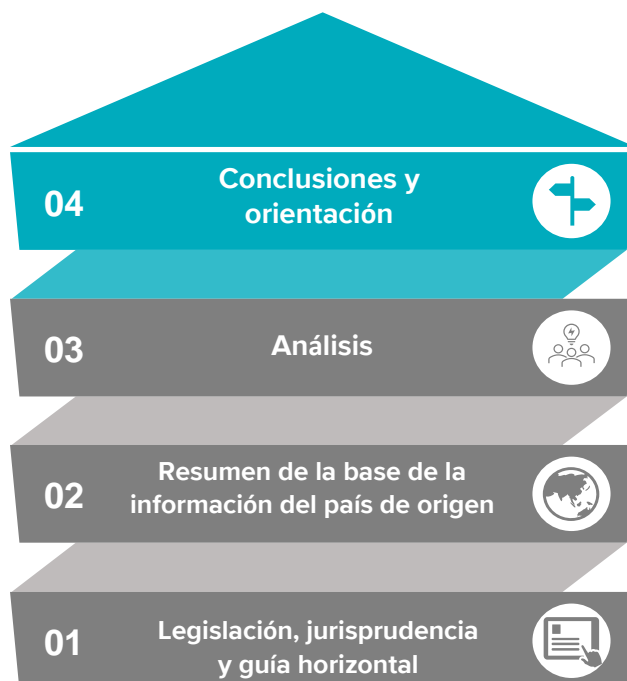 04
Conclusiones y
orientación
03
Análisis
02
Resumen de la base de la
información del país de origen
01
Legislación, jurisprudencia
y guía horizontal